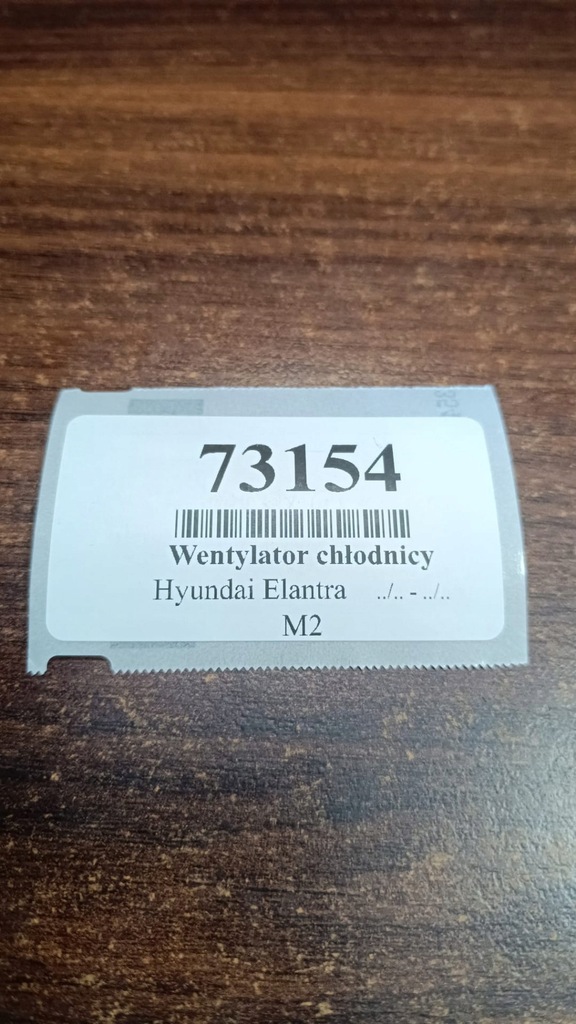 73154
Wentylator chłodnicy
Hyundai Elantra ../.. - ../..
M2